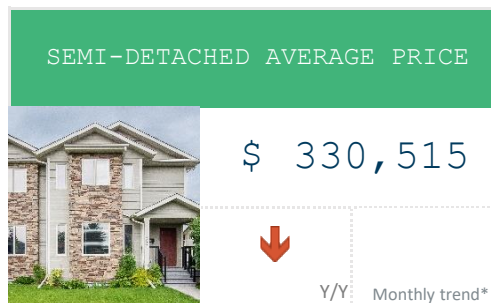 SEMI-DETACHED AVERAGE PRICE
$ 330,515
Y/Y
Monthly trend*